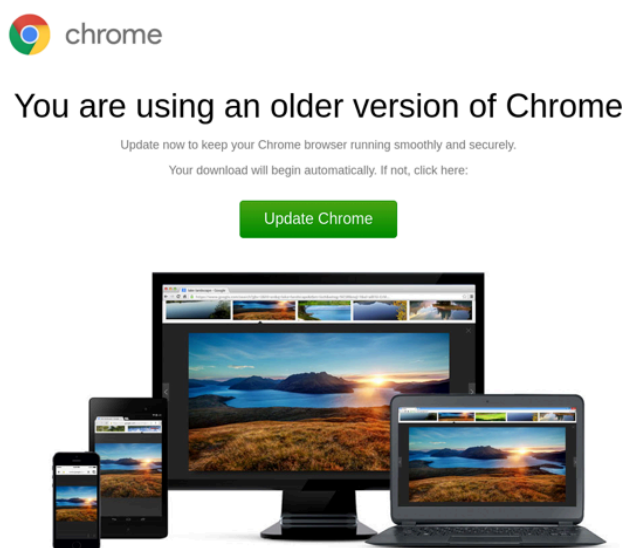 chrome
You are using an older version of Chrome
Update now to keep your Chrome browser running smoothly and securely.
Your download will begin automatically. If not, click here:
Update Chrome